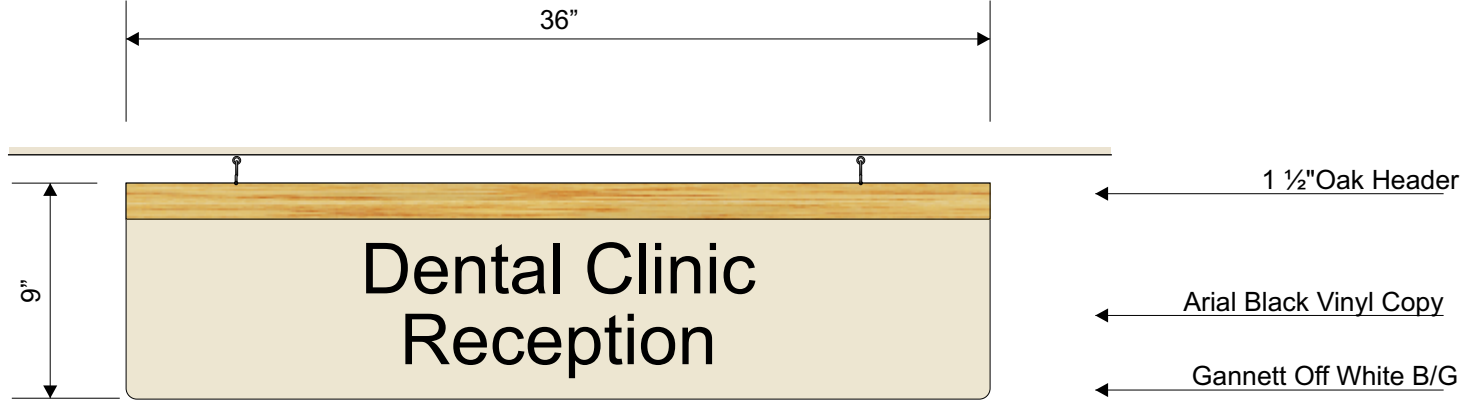 36”
1 ½"Oak Header
Dental Clinic
Reception
9”
Arial Black Vinyl Copy
Gannett Off White B/G